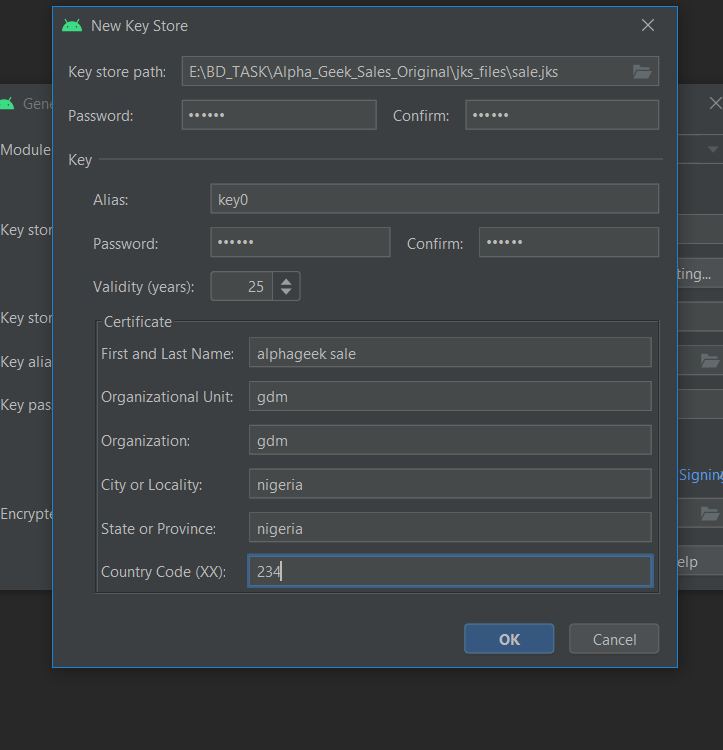 New Key Store
Key store path: E:\BD_TASK\Alpha_Geek_Sales_Original\jks_files\sale.jks
Password: •••••• Confirm: ••••••
Key
Alias: key0
Password: •••••• Confirm: ••••••
Validity (years): 25
Certificate
First and Last Name: alphageek sale
Organizational Unit: gdm
Organization: gdm
City or Locality: nigeria
State or Province: nigeria
Country Code (XX): 234
OK Cancel
Gene
Module
Key stor
ting...
Key stor
Key alia
Key pas
Signing
Encrypte
elp